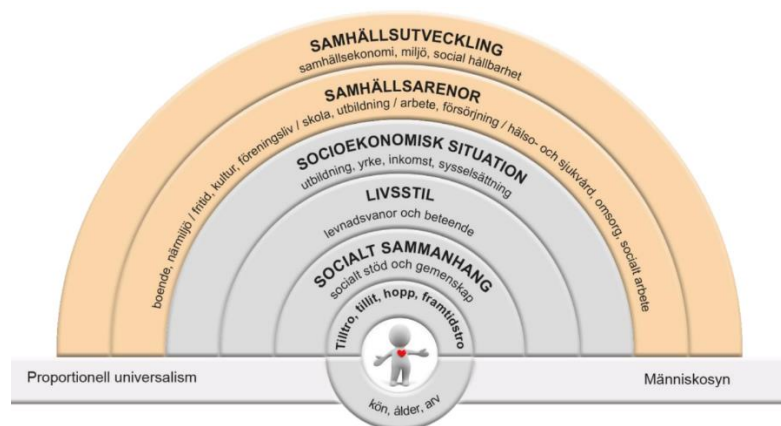 SAMHÄLLSUTVECKLING
samhällsekonomi, miljö, social hållbarhet
SAMHÄLLSARENOR
boende, närmiljö / fritid, kultur, föreningsliv / skola, utbildning / arbete, försörjning / hälso- och sjukvård, omsorg, socialt arbete
SOCIOEKONOMISK SITUATION
utbildning, yrke, inkomst, sysselsättning
LIVSSTIL
levnadsvanor och beteende
SOCIALT SAMMANHANG
socialt stöd och gemenskap
Tilltro, tillit, hopp, framtidstro
Proportionell universalism
Människosyn
kön, ålder, arv